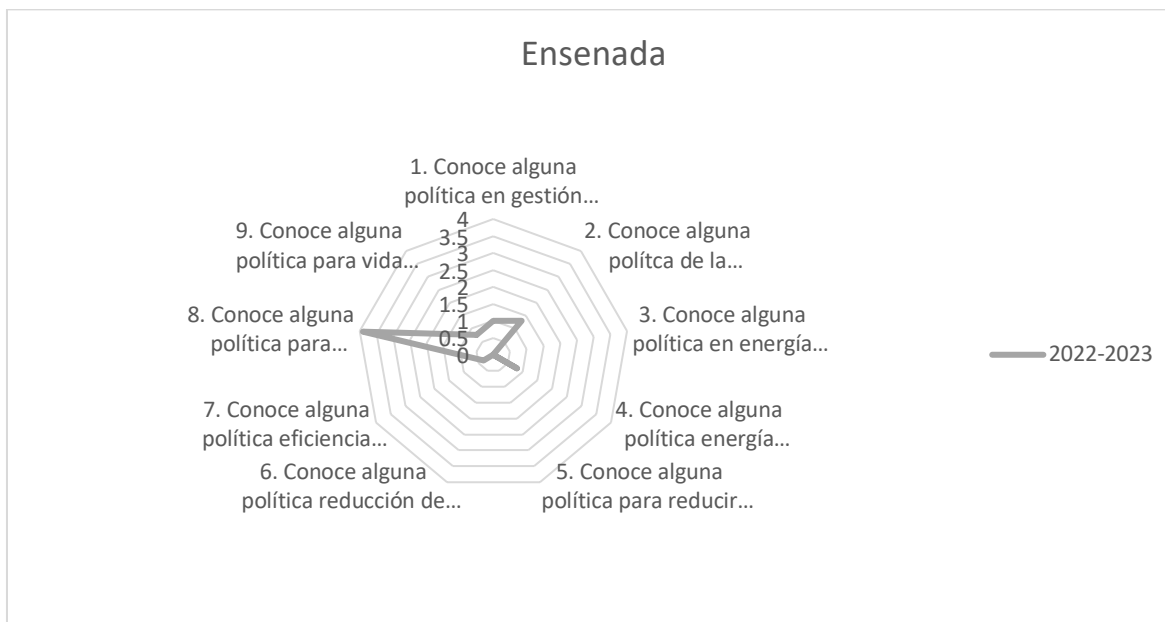 Ensenada
1. Conoce alguna
política en gestión...
2. Conoce alguna
polítca de la...
3. Conoce alguna
política en energía...
4. Conoce alguna
política energía...
5. Conoce alguna
política para reducir...
6. Conoce alguna
política reducción de...
7. Conoce alguna
política eficiencia...
8. Conoce alguna
política para...
9. Conoce alguna
política para vida...
4
3.5
3
2.5
2
1.5
1
0.5
0
2022-2023